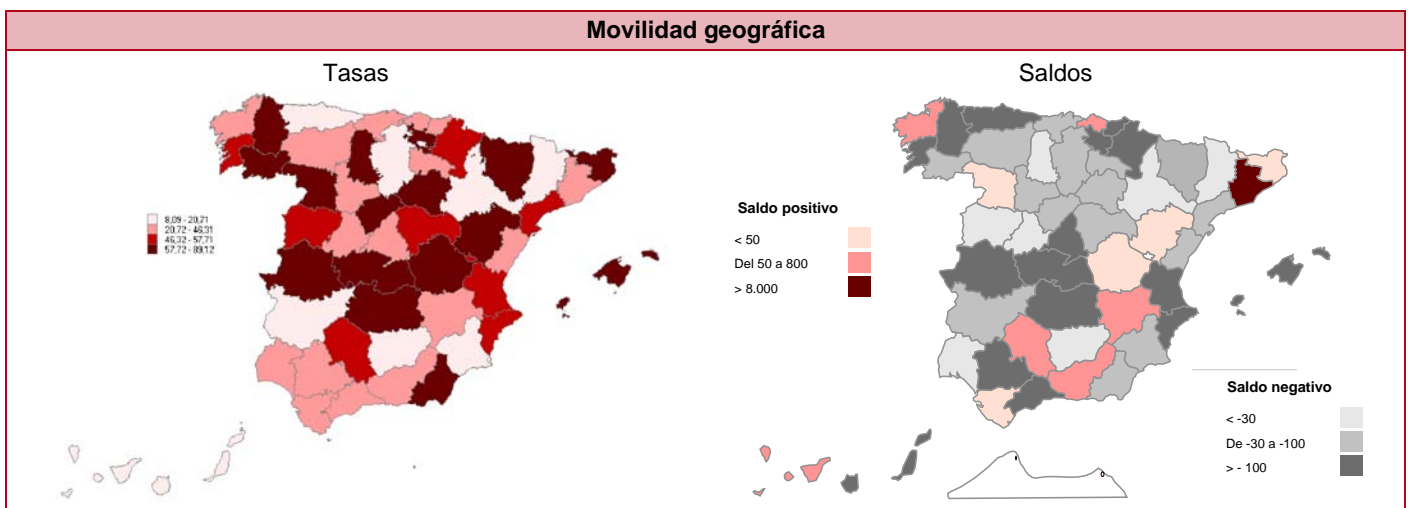 Movilidad geográfica
Tasas
8,09 - 20,71
20,72 - 46,31
46,32 - 57,71
57,72 - 89,12
Saldos
Saldo positivo
< 50
Del 50 a 800
> 8.000
Saldo negativo
< -30
De -30 a -100
> - 100